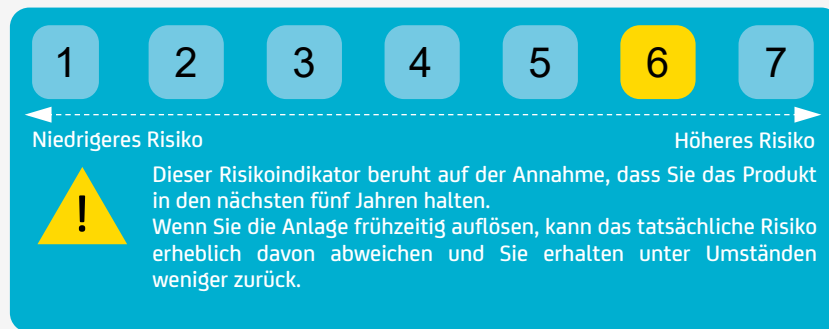 1 2 3 4 5 6 7
Niedrigeres Risiko Höheres Risiko
Dieser Risikoindikator beruht auf der Annahme, dass Sie das Produkt
in den nächsten fünf Jahren halten.
Wenn Sie die Anlage frühzeitig auflösen, kann das tatsächliche Risiko
erheblich davon abweichen und Sie erhalten unter Umständen
weniger zurück.
!